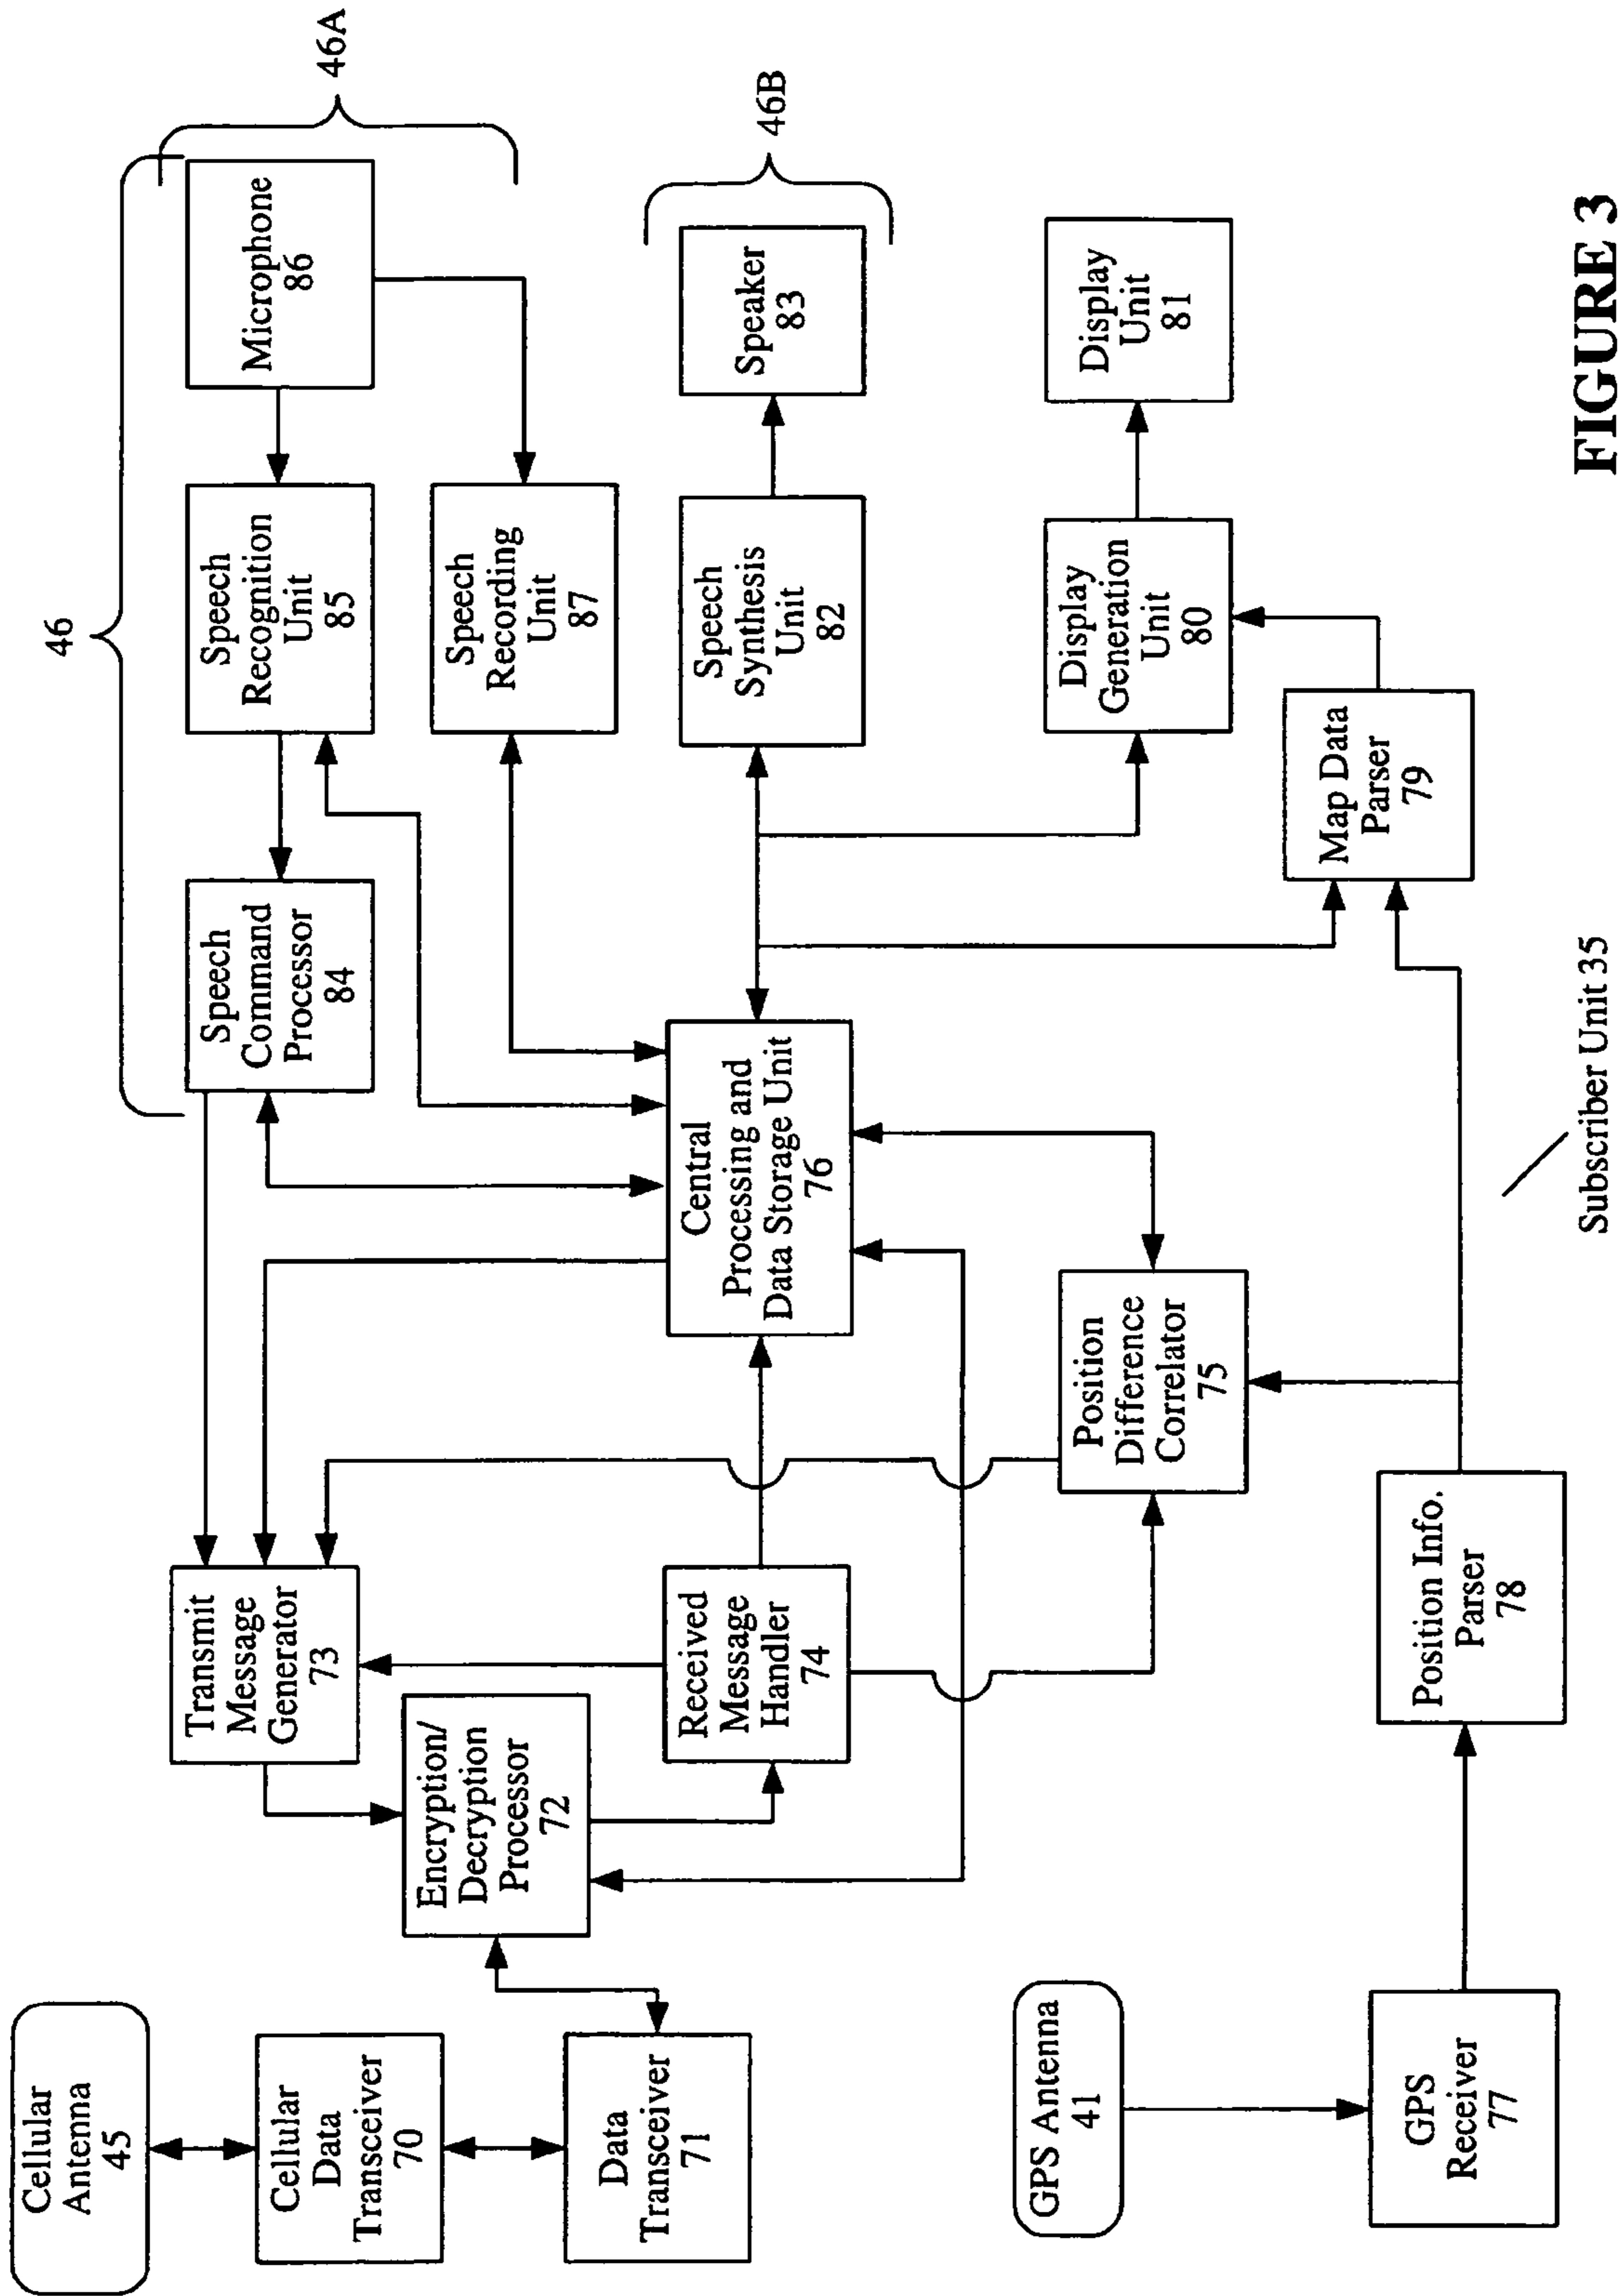 46
46A
Microphone
86
Speech
Recognition
Unit
85
Speech
Command
Processor
84
Speech
Recording
Unit
87
46B
Speaker
83
Speech
Synthesis
Unit
82
Display
Unit
81
Display
Generation
Unit
80
Map Data
Parser
79
Central
Processing and
Data Storage Unit
76
Transmit
Message
Generator
73
Received
Message
Handler
74
Encryption/
Decryption
Processor
72
Position
Difference
Correlator
75
Position Info.
Parser
78
Cellular
Antenna
45
Cellular
Data
Transceiver
70
Data
Transceiver
71
GPS Antenna
41
GPS
Receiver
77
Subscriber Unit 35
FIGURE 3